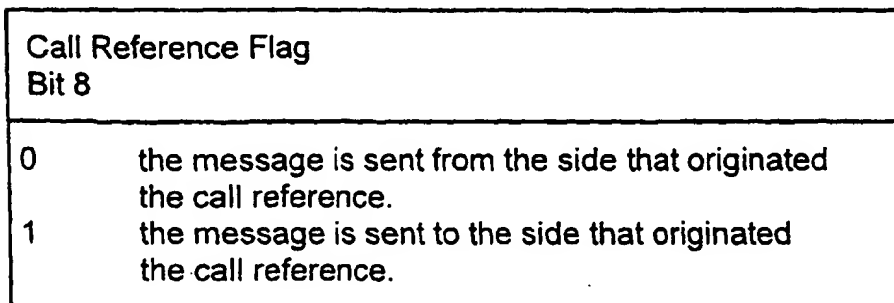 Call Reference Flag
Bit 8
0 the message is sent from the side that originated
the call reference.
1 the message is sent to the side that originated
the call reference.